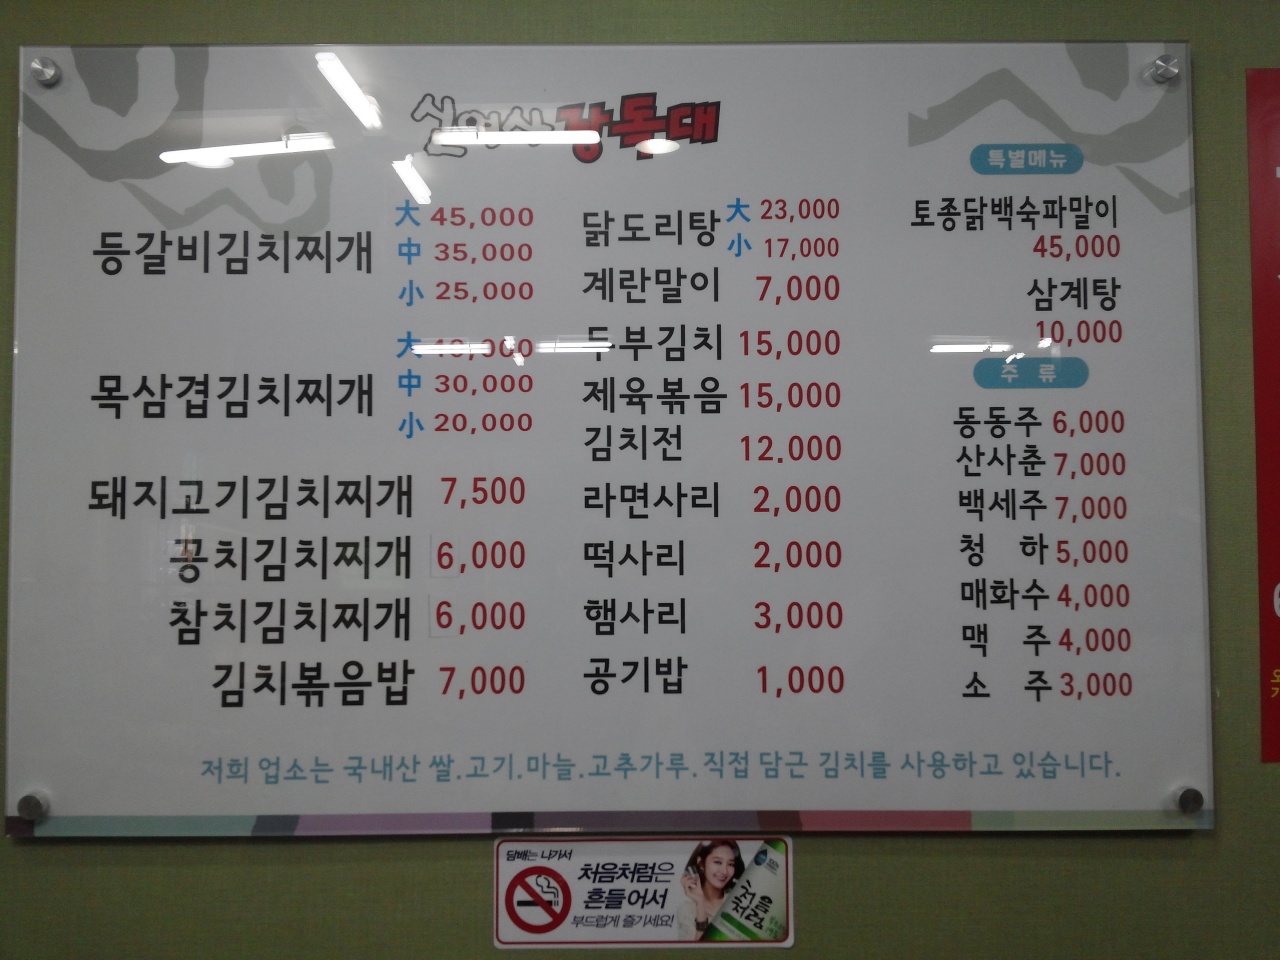 장독대
등갈비김치찌개 大 45,000
中 35,000
小 25,000
목삼겹김치찌개 大 40,000
中 30,000
小 20,000
돼지고기김치찌개 7,500
꽁치김치찌개 6,000
참치김치찌개 6,000
김치볶음밥 7,000
닭도리탕 大 23,000
小 17,000
계란말이 7,000
두부김치 15,000
제육볶음 15,000
김치전 12.000
라면사리 2,000
떡사리 2,000
햄사리 3,000
공기밥 1,000
특별메뉴
토종닭백숙파말이
45,000
삼계탕
10,000
주 류
동동주 6,000
산사춘 7,000
백세주 7,000
청 하 5,000
매화수 4,000
맥 주 4,000
소 주 3,000
저희 업소는 국내산 쌀.고기.마늘.고추가루.직접 담근 김치를 사용하고 있습니다.
담배는 나가서
처음처럼은
흔들어서
부드럽게 즐기세요!
처음
처럼